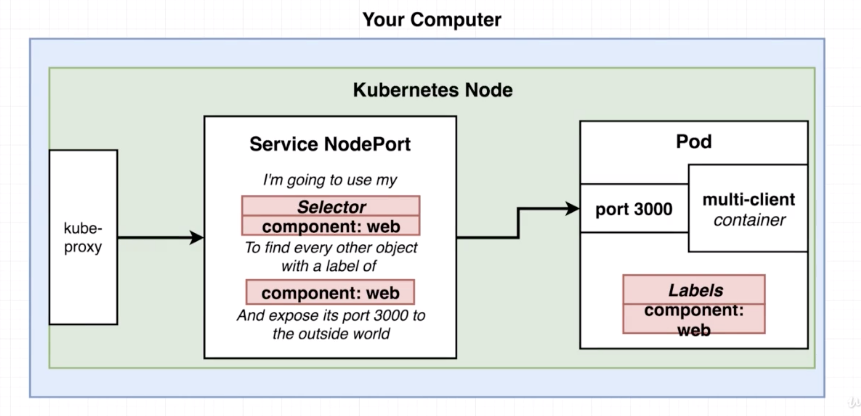 Your Computer
Kubernetes Node
kube-
proxy
Service NodePort
I'm going to use my
Selector
component: web
To find every other object
with a label of
component: web
And expose its port 3000 to
the outside world
Pod
port 3000
multi-client
container
Labels
component:
web